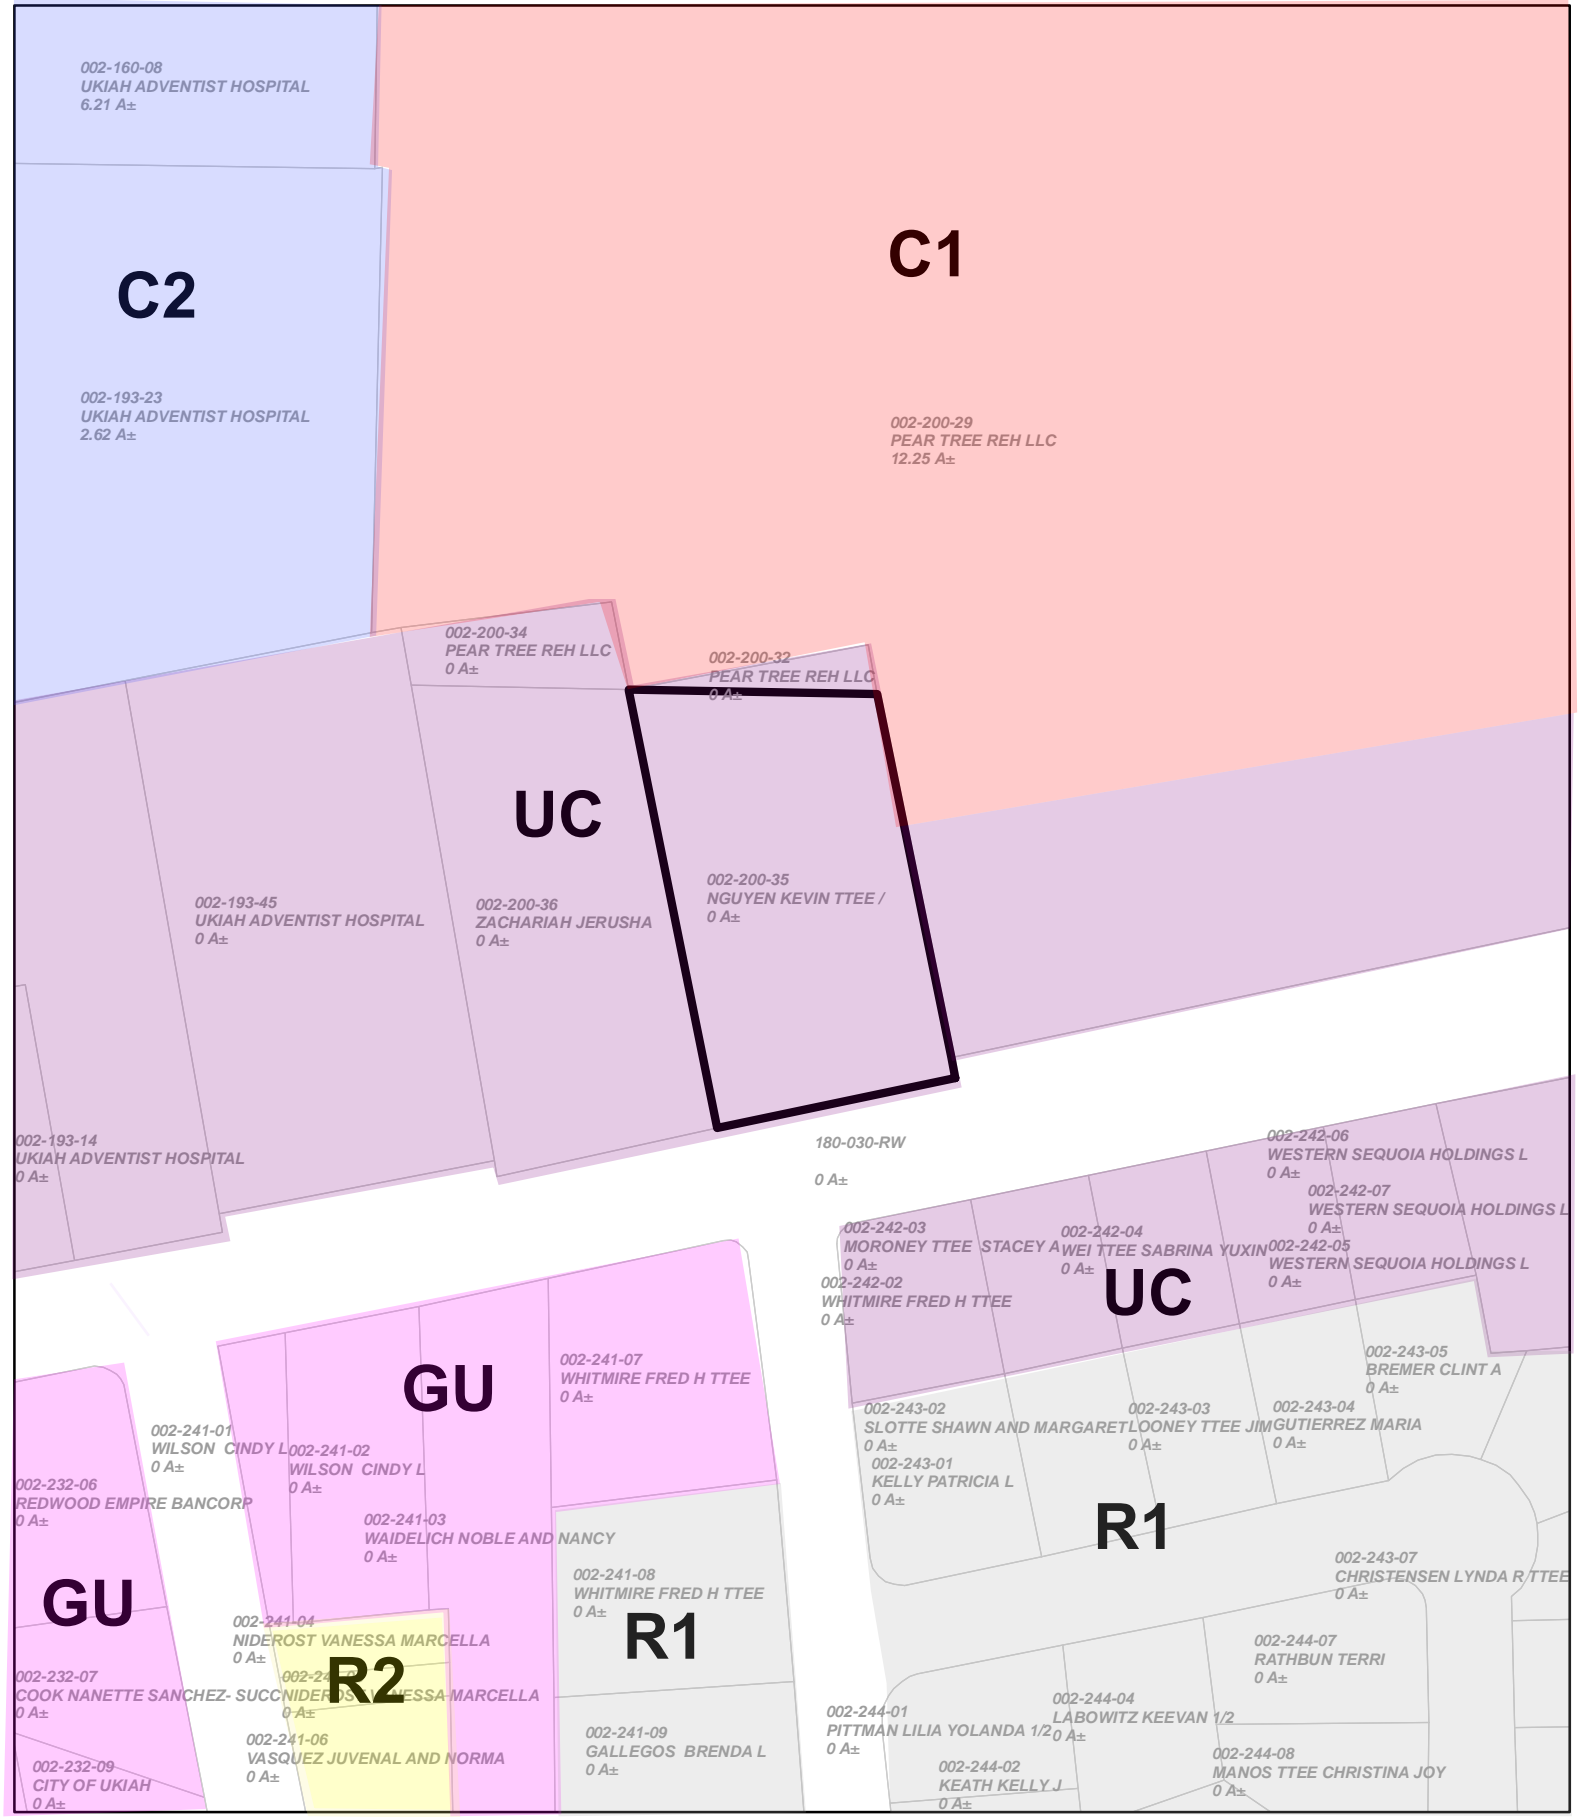 002-160-08
UKIAH ADVENTIST HOSPITAL
6.21 A±
C1
C2
002-193-23
UKIAH ADVENTIST HOSPITAL
2.62 A±
002-200-29
PEAR TREE REH LLC
12.25 A±
002-200-34
PEAR TREE REH LLC
0 A±
002-200-32
PEAR TREE REH LLC
0 A±
UC
002-193-45
UKIAH ADVENTIST HOSPITAL
0 A±
002-200-36
ZACHARIAH JERUSHA
0 A±
002-200-35
NGUYEN KEVIN TTEE /
0 A±
002-193-14
UKIAH ADVENTIST HOSPITAL
0 A±
180-030-RW
0 A±
002-242-06
WESTERN SEQUOIA HOLDINGS L
0 A±
002-242-07
WESTERN SEQUOIA HOLDINGS L
0 A±
002-242-03
MORONEY TTEE  STACEY A
0 A±
002-242-04
WEI TTEE SABRINA YUXIN
0 A±
002-242-05
WESTERN SEQUOIA HOLDINGS L
0 A±
002-242-02
WHITMIRE FRED H TTEE
0 A±
UC
GU
002-241-07
WHITMIRE FRED H TTEE
0 A±
002-243-05
BREMER CLINT A
0 A±
002-243-02
SLOTTE SHAWN AND MARGARET
0 A±
002-243-03
LOONEY TTEE JIM
0 A±
002-243-04
GUTIERREZ MARIA
0 A±
002-241-01
WILSON  CINDY L
0 A±
002-241-02
WILSON  CINDY L
0 A±
002-243-01
KELLY PATRICIA L
0 A±
002-232-06
REDWOOD EMPIRE BANCORP
0 A±
002-241-03
WAIDELICH NOBLE AND NANCY
0 A±
R1
002-243-07
CHRISTENSEN LYNDA R TTEE
0 A±
002-241-08
WHITMIRE FRED H TTEE
0 A±
GU
R1
002-241-04
NIDEROST VANESSA MARCELLA
0 A±
002-244-07
RATHBUN TERRI
0 A±
R2
002-232-07
COOK NANETTE SANCHEZ- SUCC
0 A±
NIDEROST VANESSA MARCELLA
0 A±
002-244-01
PITTMAN LILIA YOLANDA 1/2
0 A±
002-244-04
LABOWITZ KEEVAN 1/2
0 A±
002-241-06
VASQUEZ JUVENAL AND NORMA
0 A±
002-241-09
GALLEGOS  BRENDA L
0 A±
002-244-08
MANOS TTEE CHRISTINA JOY
0 A±
002-232-09
CITY OF UKIAH
0 A±
002-244-02
KEATH KELLY J
0 A±